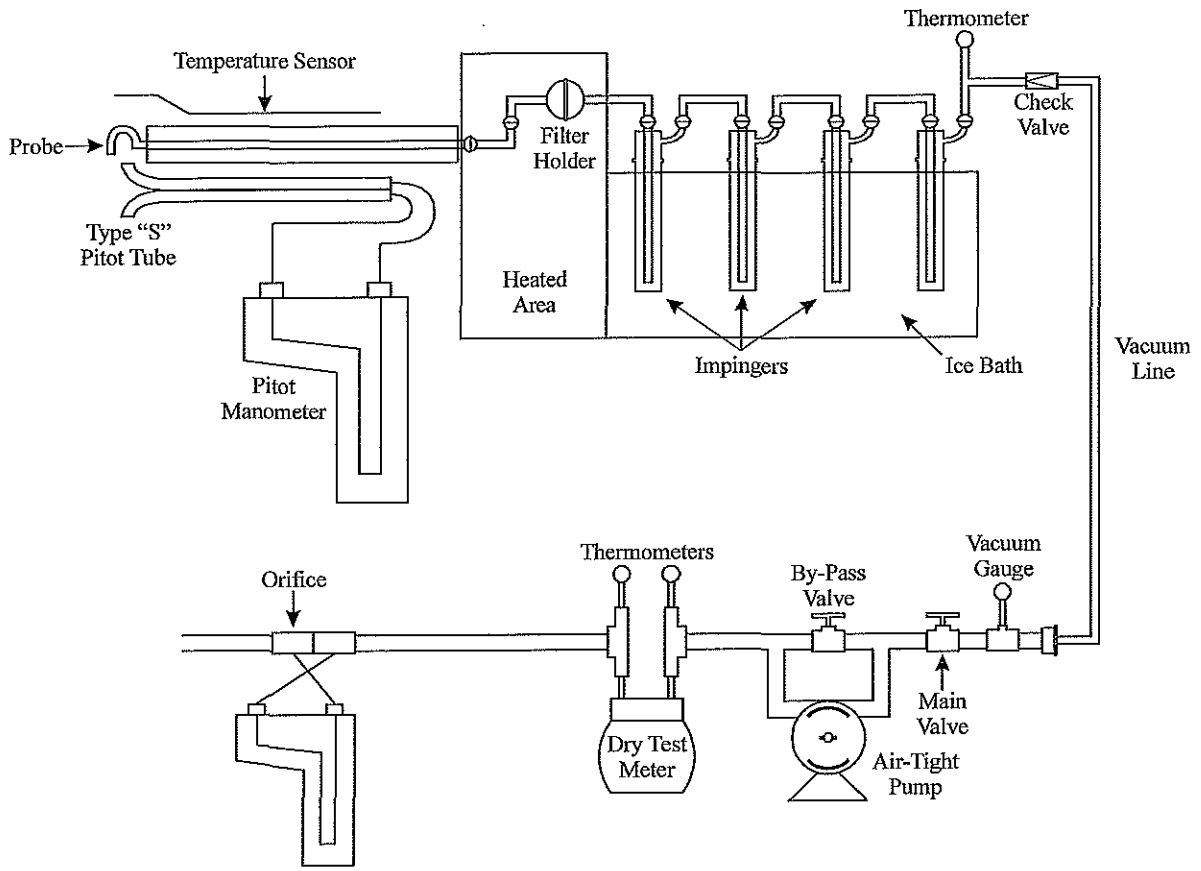 Thermometer
Temperature Sensor
Check
Valve
Probe
Filter
Holder
Type “S”
Pitot Tube
Heated
Area
Impingers
Ice Bath
Vacuum
Line
Pitot
Manometer
Orifice
Thermometers
By-Pass
Valve
Vacuum
Gauge
Main
Valve
Dry Test
Meter
Air-Tight
Pump